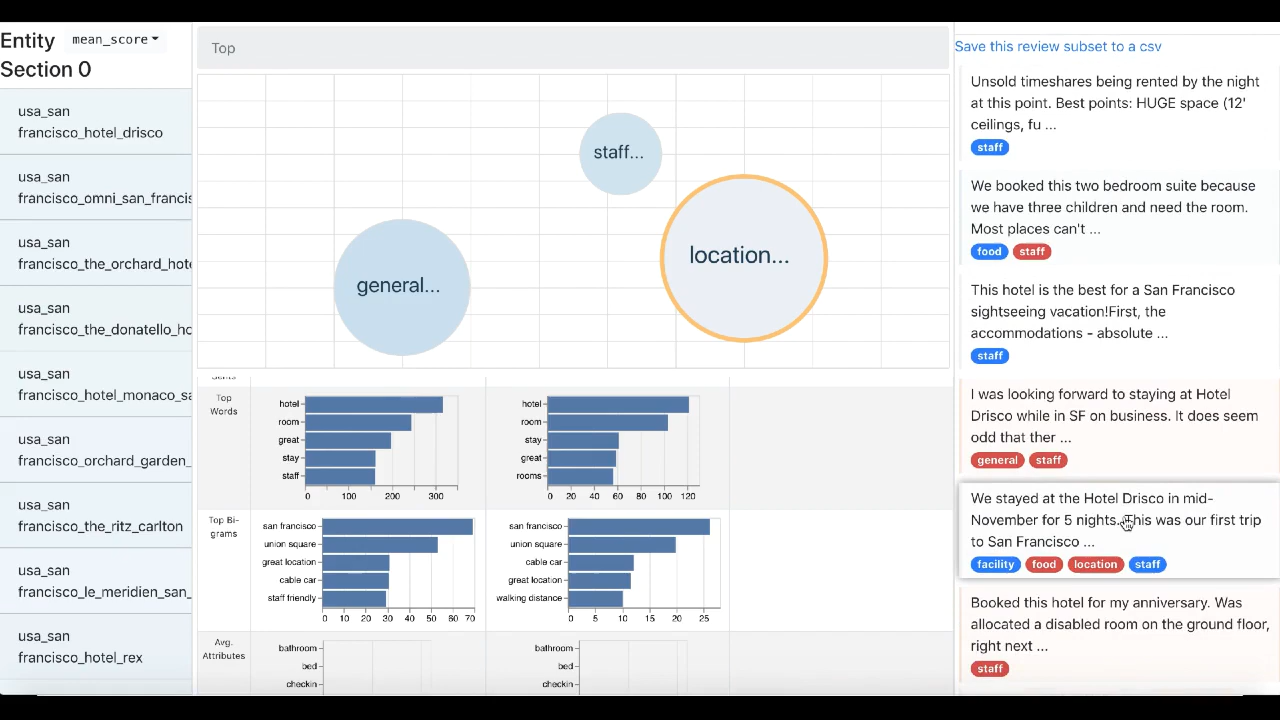 Entity mean_score
Section 0
usa_san
francisco_hotel_drisco
usa_san
francisco_omni_san_francis
usa_san
francisco_the_orchard_hote
usa_san
francisco_the_donatello_ho
usa_san
francisco_hotel_monaco_sa
usa_san
francisco_orchard_garden_
usa_san
francisco_the_ritz_carlton
usa_san
francisco_le_meridien_san_
usa_san
francisco_hotel_rex
Top
staff...
location...
general...
Top
Words
hotel
room
great
stay
staff
0 100 200 300
hotel
room
stay
great
rooms
0 20 40 60 80 100 120
Top Bi-
grams
san francisco
union square
great location
cable car
staff friendly
0 10 20 30 40 50 60 70
san francisco
union square
cable car
great location
walking distance
0 5 10 15 20 25
Avg.
Attributes
bathroom
bed
checkin
bathroom
bed
checkin
Save this review subset to a csv
Unsold timeshares being rented by the night
at this point. Best points: HUGE space (12'
ceilings, fu ...
staff
We booked this two bedroom suite because
we have three children and need the room.
Most places can't ...
food staff
This hotel is the best for a San Francisco
sightseeing vacation!First, the
accommodations - absolute ...
staff
I was looking forward to staying at Hotel
Drisco while in SF on business. It does seem
odd that ther ...
general staff
We stayed at the Hotel Drisco in mid-
November for 5 nights. This was our first trip
to San Francisco ...
facility food location staff
Booked this hotel for my anniversary. Was
allocated a disabled room on the ground floor,
right next ...
staff